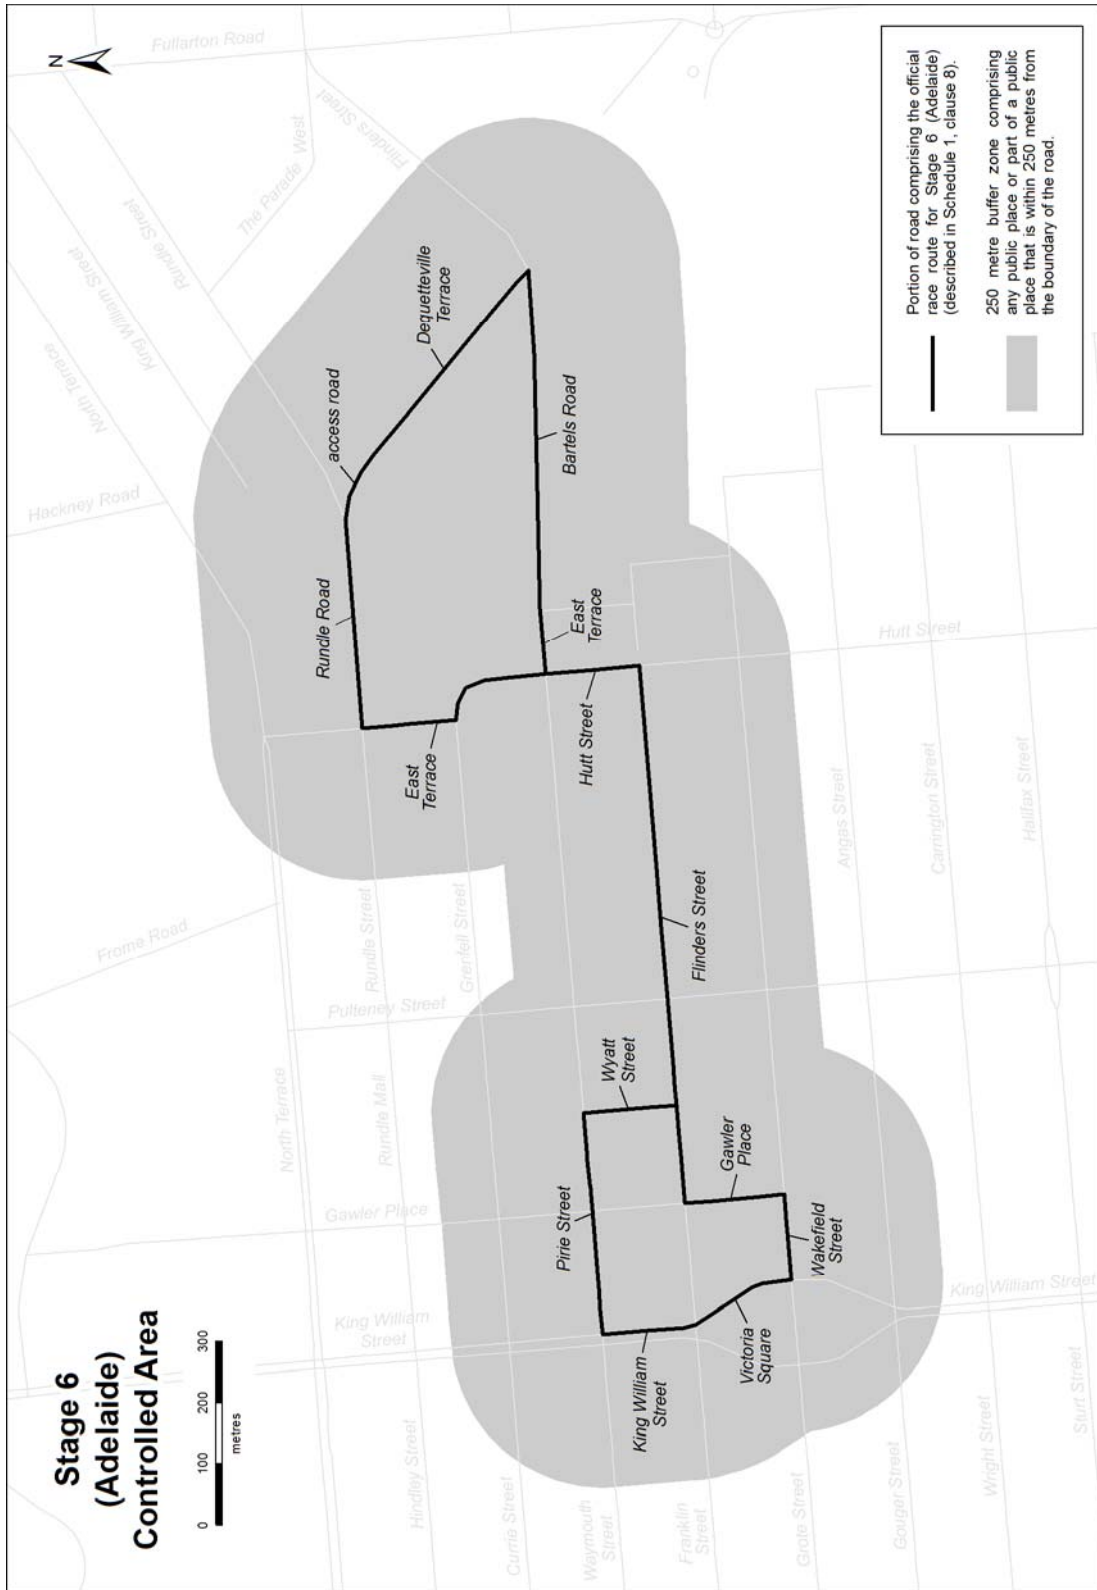 Stage 6
(Adelaide)
Controlled Area
0 100 200 300
metres
N
Fullarton Road
Flinders Street
The Parade West
Rundle Street
King William Street
North Terrace
Hackney Road
Dequetteville
Terrace
access road
Rundle Road
Bartels Road
East
Terrace
East
Terrace
Hutt Street
Hutt Street
Frome Road
Rundle Street
Grenfell Street
Pulteney Street
Flinders Street
Angas Street
Carrington Street
Halifax Street
North Terrace
Rundle Mall
Wyatt
Street
Gawler Place
Pirie Street
Gawler
Place
Wakefield
Street
King William
Street
King William
Street
Victoria
Square
King William Street
Hindley Street
Currie Street
Waymouth
Street
Franklin
Street
Grote Street
Gouger Street
Wright Street
Sturt Street
Portion of road comprising the official
race route for Stage 6 (Adelaide)
(described in Schedule 1, clause 8).
250 metre buffer zone comprising
any public place or part of a public
place that is within 250 metres from
the boundary of the road.